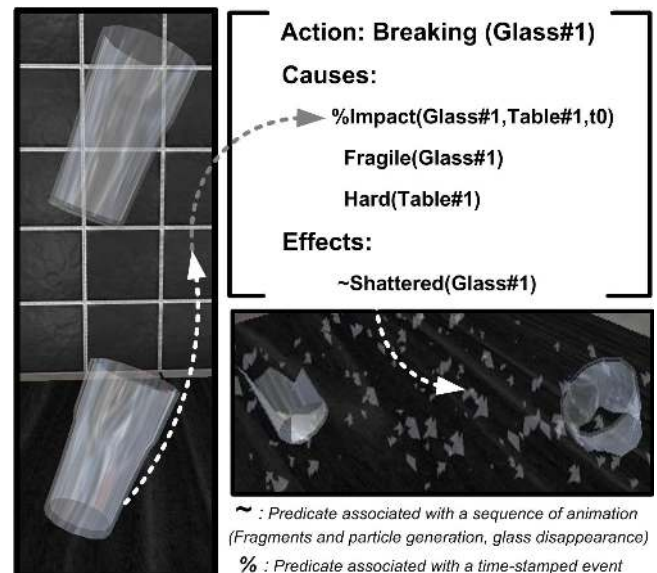 Action: Breaking (Glass#1)
Causes:
%Impact(Glass#1,Table#1,t0)
Fragile(Glass#1)
Hard(Table#1)
Effects:
~Shattered(Glass#1)
~ : Predicate associated with a sequence of animation
(Fragments and particle generation, glass disappearance)
% : Predicate associated with a time-stamped event